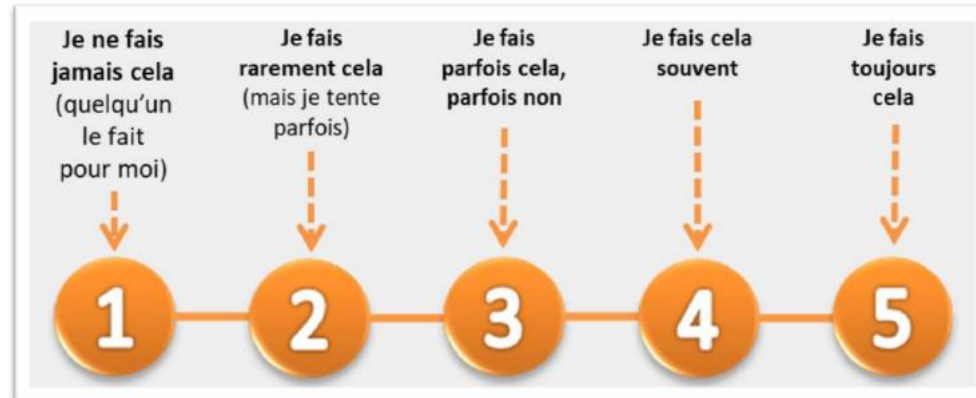 Je ne fais
jamais cela
(quelqu'un
le fait
pour moi)
Je fais
rarement cela
(mais je tente
parfois)
Je fais
parfois cela,
parfois non
Je fais cela
souvent
Je fais
toujours
cela
1
2
3
4
5